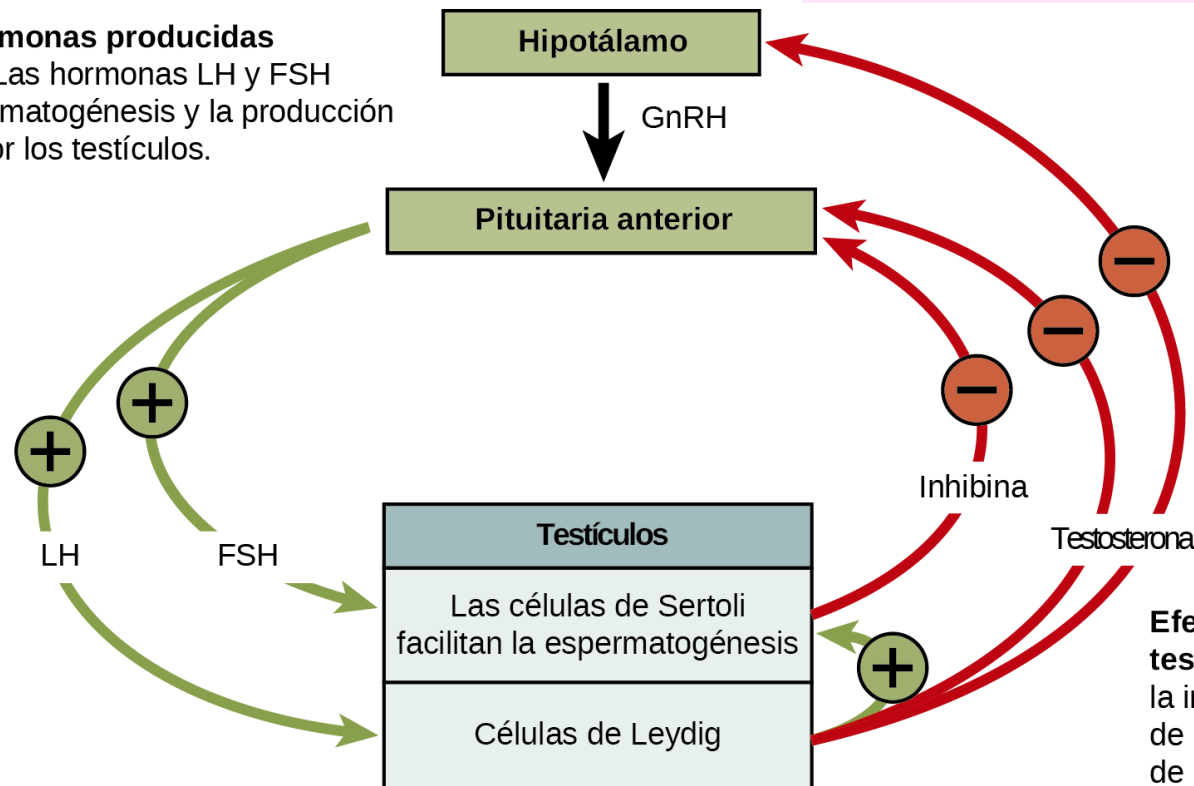 monas producidas
Las hormonas LH y FSH
matogénesis y la producción
r los testículos.
Hipotálamo
GnRH
Pituitaria anterior
+
+
−
−
−
LH
FSH
Inhibina
Testosterona
Testículos
Las células de Sertoli
facilitan la espermatogénesis
+
Células de Leydig
Efe
tes
la i
de
de